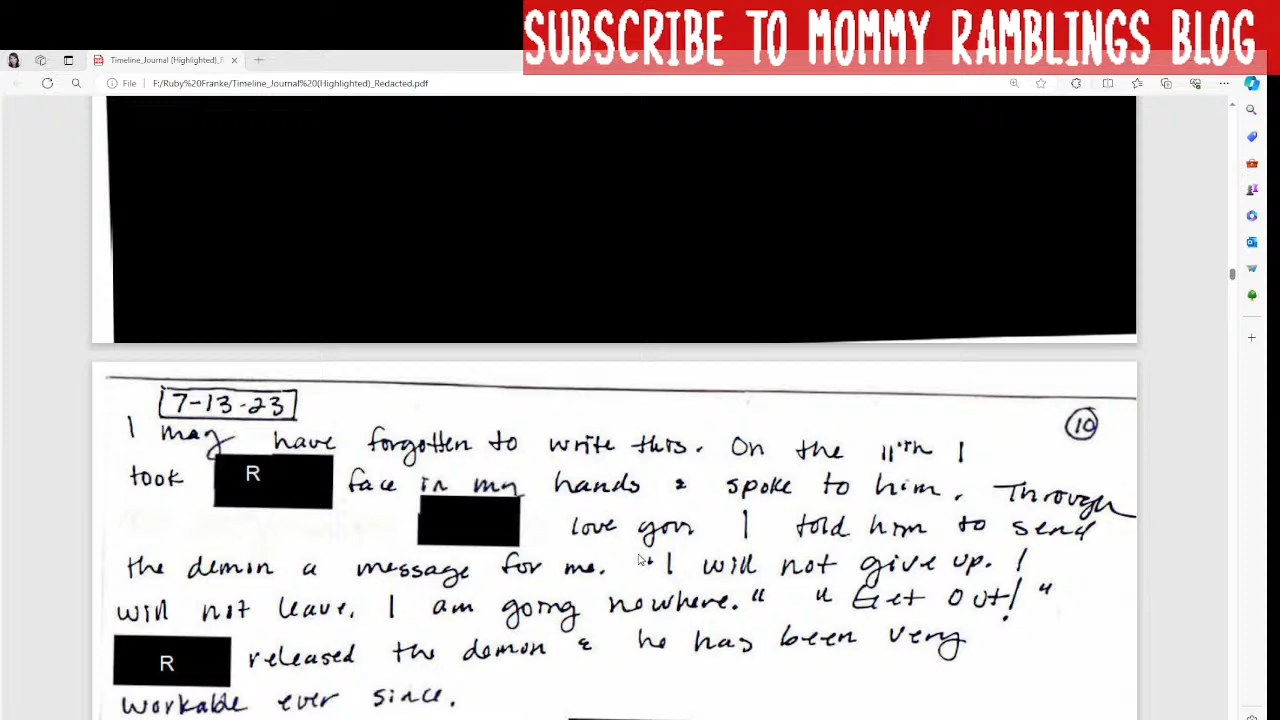 SUBSCRIBE TO MOMMY RAMBLINGS BLOG
Timeline_Journal (Highlighted)_R
File F:/Ruby%20Franke/Timeline_Journal%20(Highlighted)_Redacted.pdf
7-13-23
10
I may have forgotten to write this. On the 11th I
took R face in my hands & spoke to him. Through
love you I told him to send
the demon a message for me. "I will not give up. I
will not leave. I am going nowhere." "Get Out!"
R released the demon & he has been very
workable ever since.